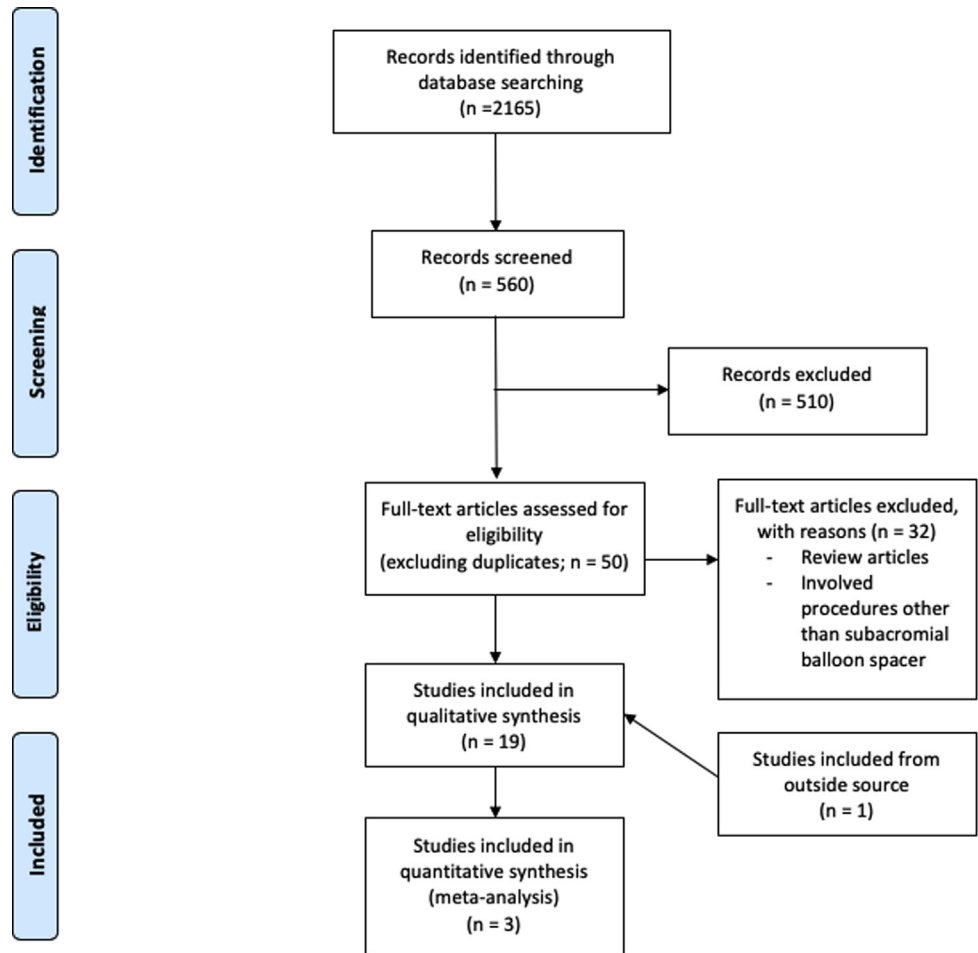 Identification
Records identified through
database searching
(n =2165)
Screening
Records screened
(n = 560)
Records excluded
(n = 510)
Eligibility
Full-text articles assessed for
eligibility
(excluding duplicates; n = 50)
Full-text articles excluded,
with reasons (n = 32)
- Review articles
- Involved
procedures other
than subacromial
balloon spacer
Studies included in
qualitative synthesis
(n = 19)
Included
Studies included from
outside source
(n = 1)
Studies included in
quantitative synthesis
(meta-analysis)
(n = 3)